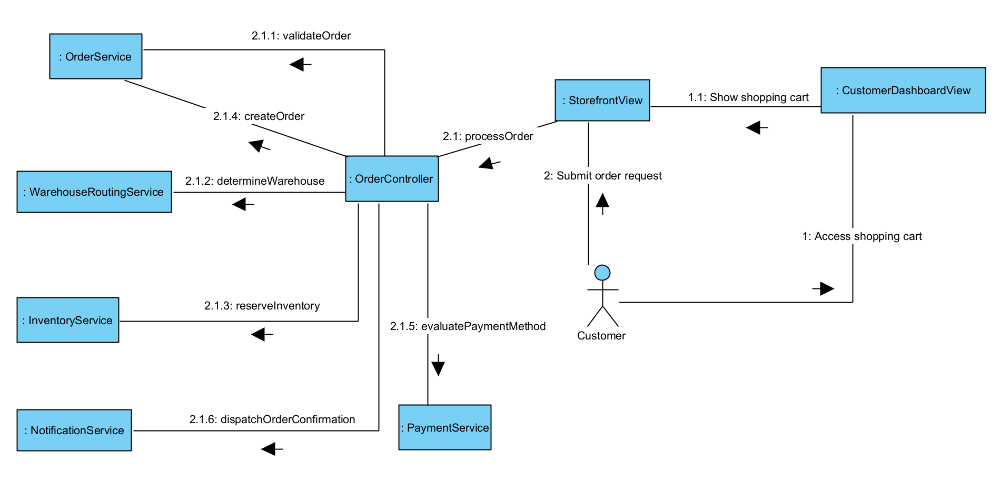 2.1.1: validateOrder
: OrderService
: CustomerDashboardView
1.1: Show shopping cart
: StorefrontView
2.1.4: createOrder
2.1: processOrder
2: Submit order request
: OrderController
2.1.2: determineWarehouse
: WarehouseRoutingService
1: Access shopping cart
2.1.3: reserveInventory
: InventoryService
2.1.5: evaluatePaymentMethod
Customer
2.1.6: dispatchOrderConfirmation
: NotificationService
: PaymentService